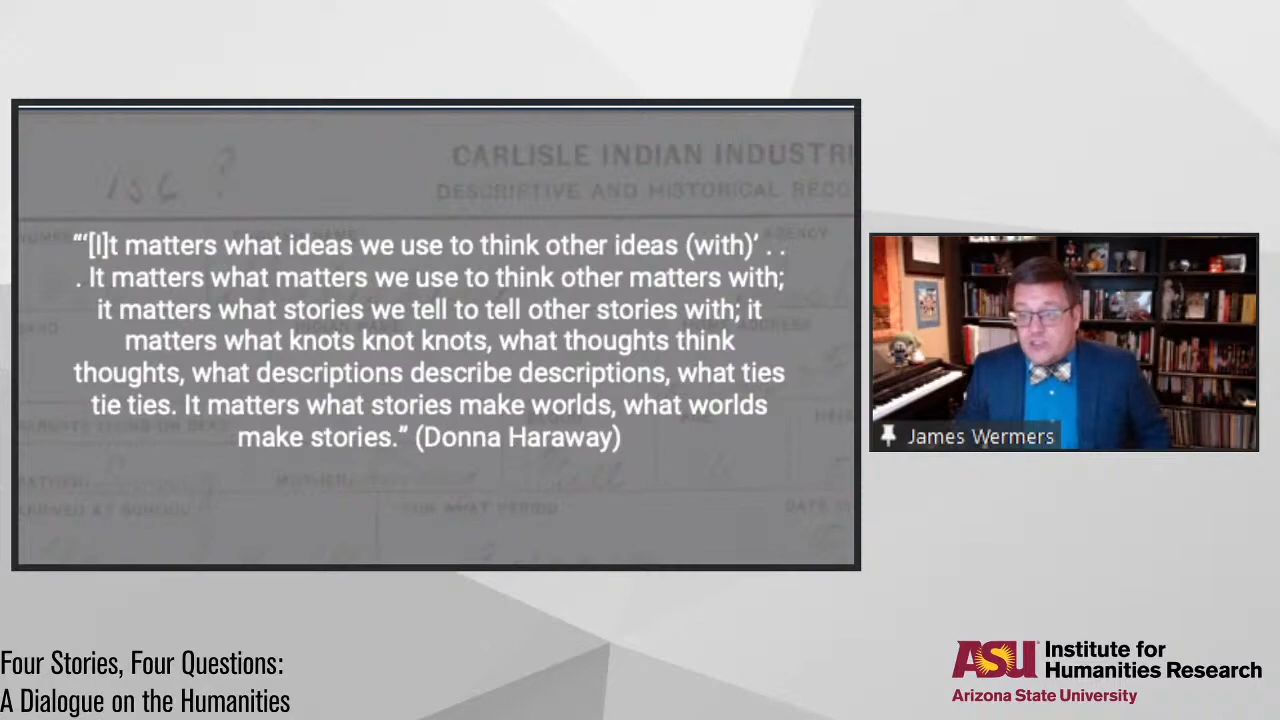 CARLISLE INDIAN INDUSTRI
DESCRIPTIVE AND HISTORICAL RECO
“‘[I]t matters what ideas we use to think other ideas (with)’ . .
. It matters what matters we use to think other matters with;
it matters what stories we tell to tell other stories with; it
matters what knots knot knots, what thoughts think
thoughts, what descriptions describe descriptions, what ties
tie ties. It matters what stories make worlds, what worlds
make stories.” (Donna Haraway)
James Wermers
Four Stories, Four Questions:
A Dialogue on the Humanities
ASU Institute for
Humanities Research
Arizona State University